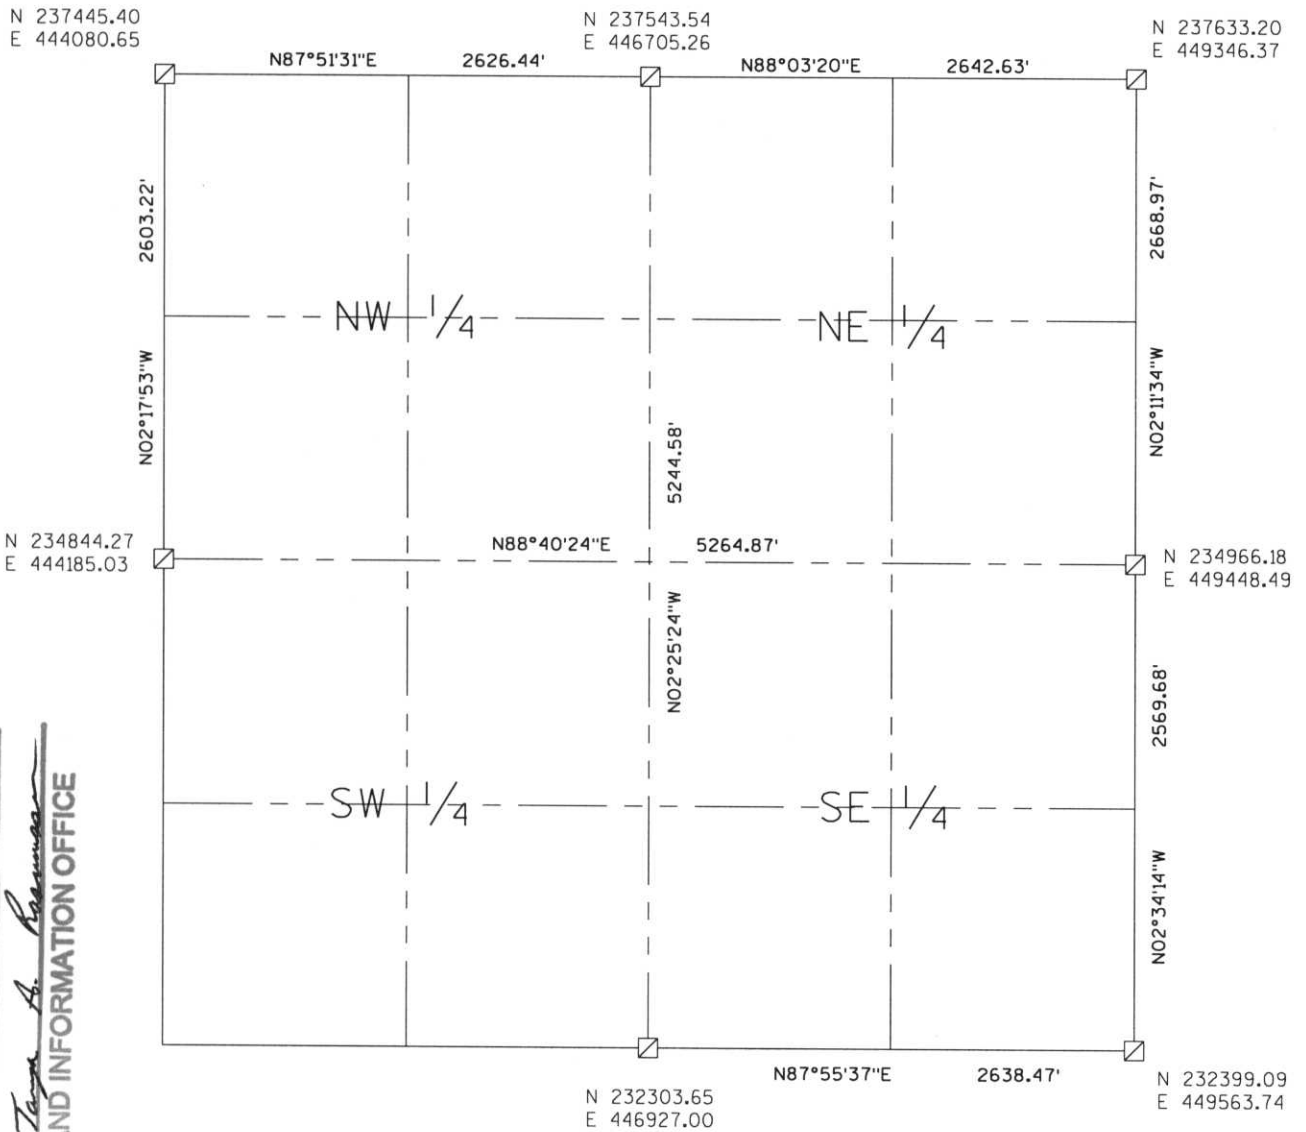 N 237445.40
E 444080.65
N 237543.54
E 446705.26
N 237633.20
E 449346.37
N87°51'31"E 2626.44'
N88°03'20"E 2642.63'
2603.22'
N02°17'53"W
2668.97'
N02°11'34"W
NW 1/4
NE 1/4
5244.58'
N02°25'24"W
N 234844.27
E 444185.03
N88°40'24"E 5264.87'
N 234966.18
E 449448.49
2569.68'
N02°34'14"W
SW 1/4
SE 1/4
Tanya A. Rasmussen
AND INFORMATION OFFICE
N87°55'37"E 2638.47'
N 232303.65
E 446927.00
N 232399.09
E 449563.74